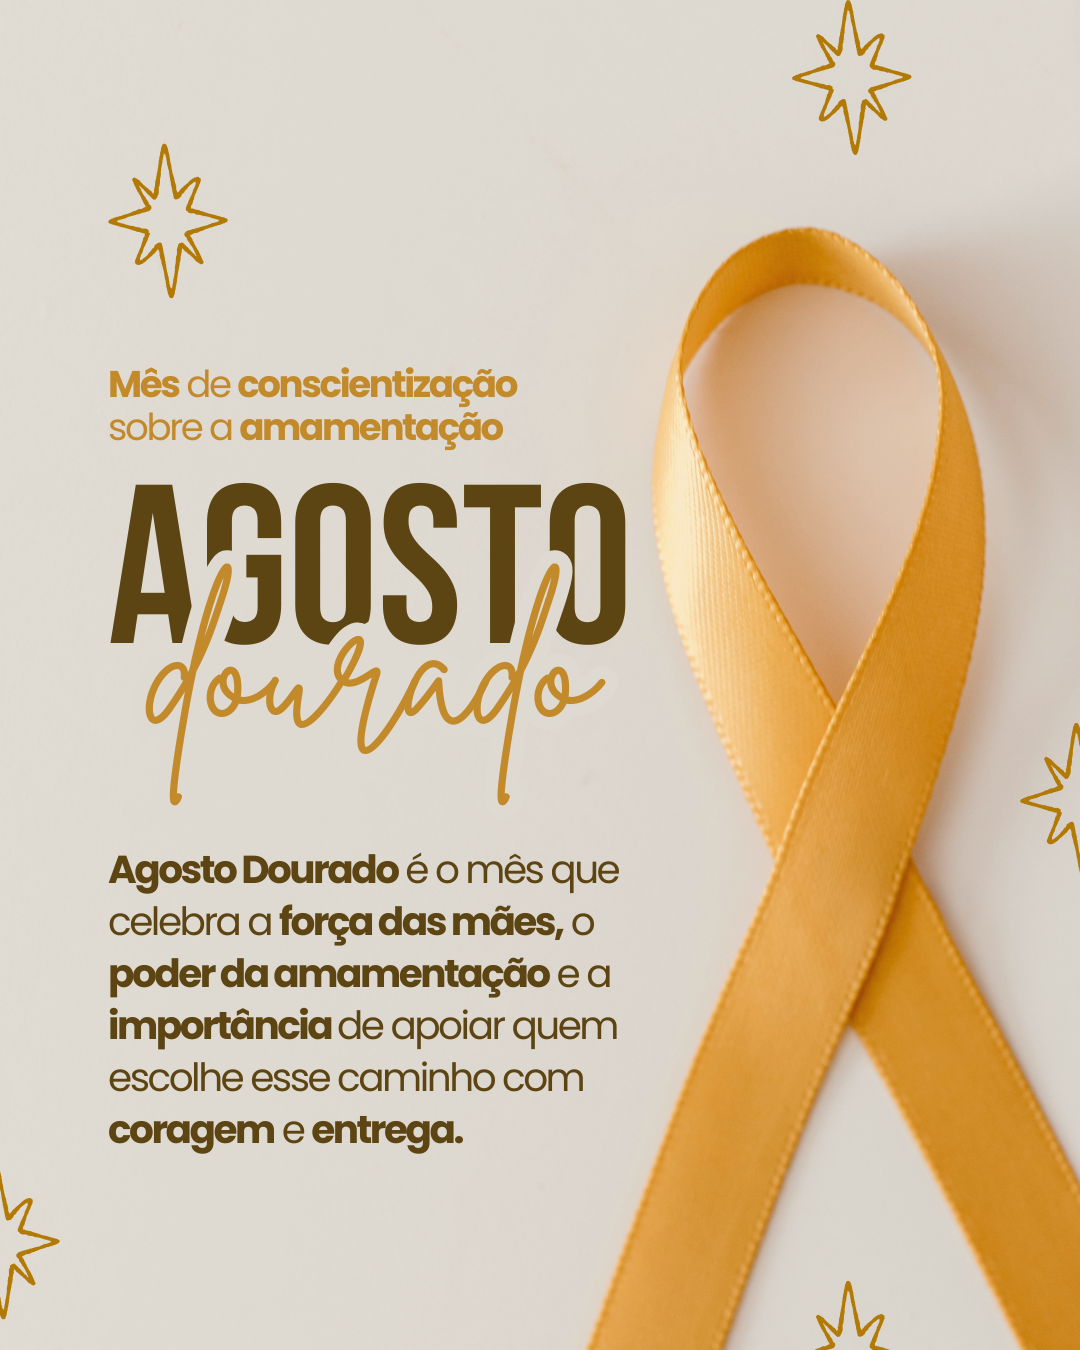 Mês de conscientização
sobre a amamentação
AGOSTO
dourado
Agosto Dourado é o mês que
celebra a força das mães, o
poder da amamentação e a
importância de apoiar quem
escolhe esse caminho com
coragem e entrega.